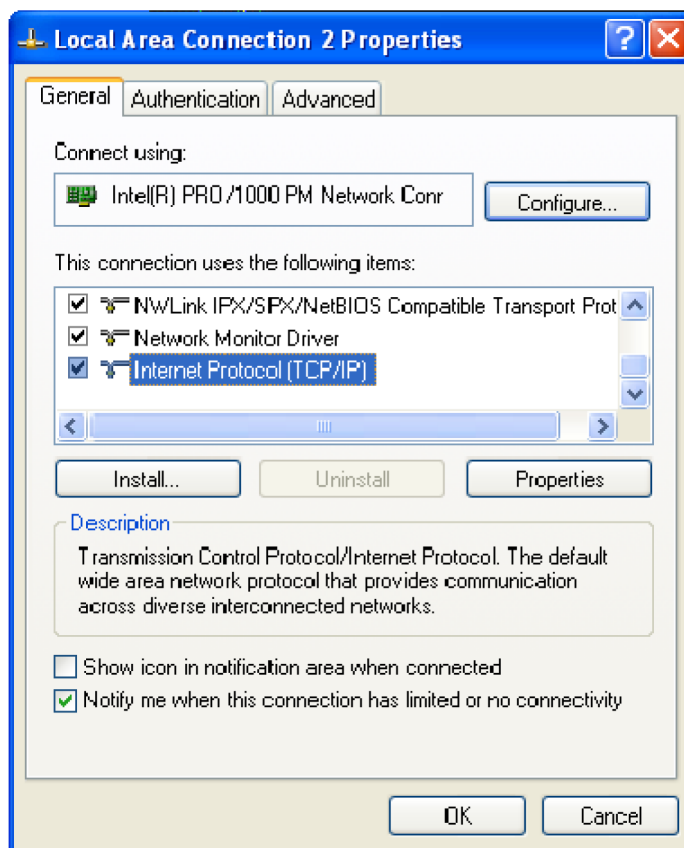 Local Area Connection 2 Properties
General
Authentication
Advanced
Connect using:
Intel(R) PRO/1000 PM Network Conr
Configure...
This connection uses the following items:
NWLink IPX/SPX/NetBIOS Compatible Transport Prot
Network Monitor Driver
Internet Protocol (TCP/IP)
Install...
Uninstall
Properties
Description
Transmission Control Protocol/Internet Protocol. The default
wide area network protocol that provides communication
across diverse interconnected networks.
Show icon in notification area when connected
Notify me when this connection has limited or no connectivity
OK
Cancel